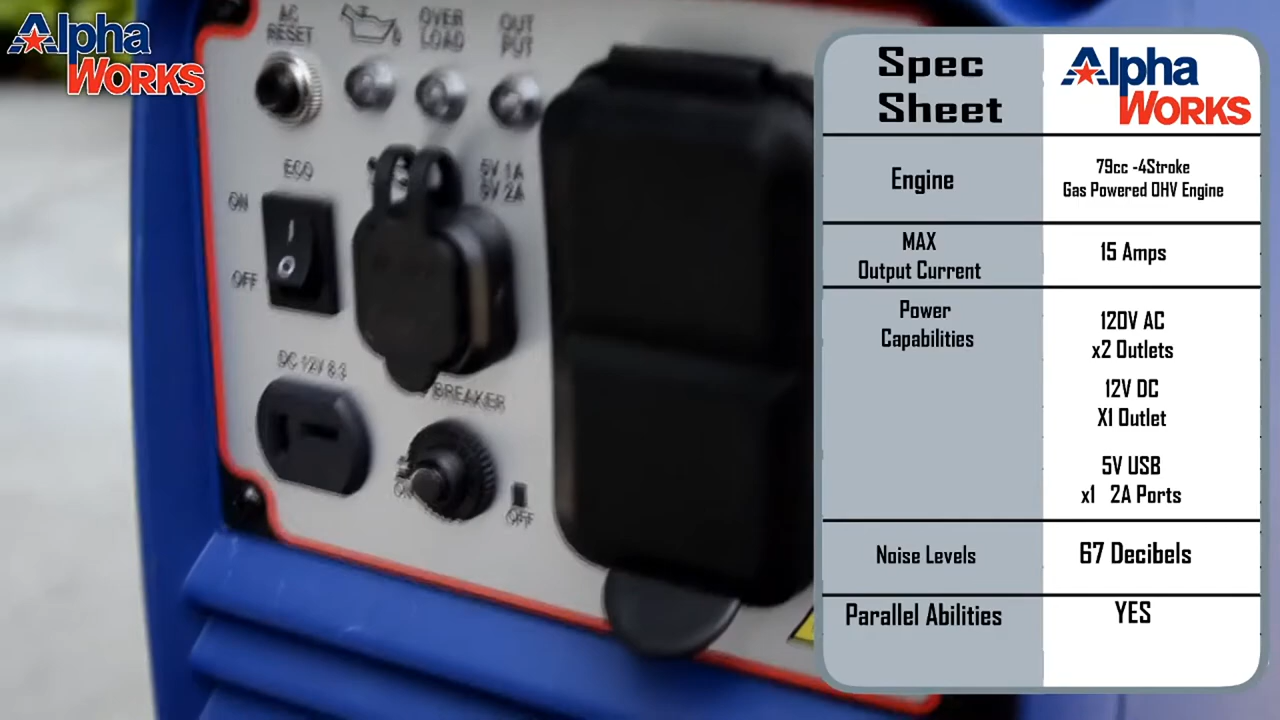 Alpha
WORKS
AC
RESET
OVER
LOAD
OUT
PUT
ECO
ON
OFF
5V 1A
5V 2A
DC 12V 8.3
BREAKER
ON
OFF
Spec
Sheet
Alpha
WORKS
Engine
79cc -4Stroke
Gas Powered OHV Engine
MAX
Output Current
15 Amps
Power
Capabilities
120V AC
x2 Outlets
12V DC
X1 Outlet
5V USB
x1 2A Ports
Noise Levels
67 Decibels
Parallel Abilities
YES